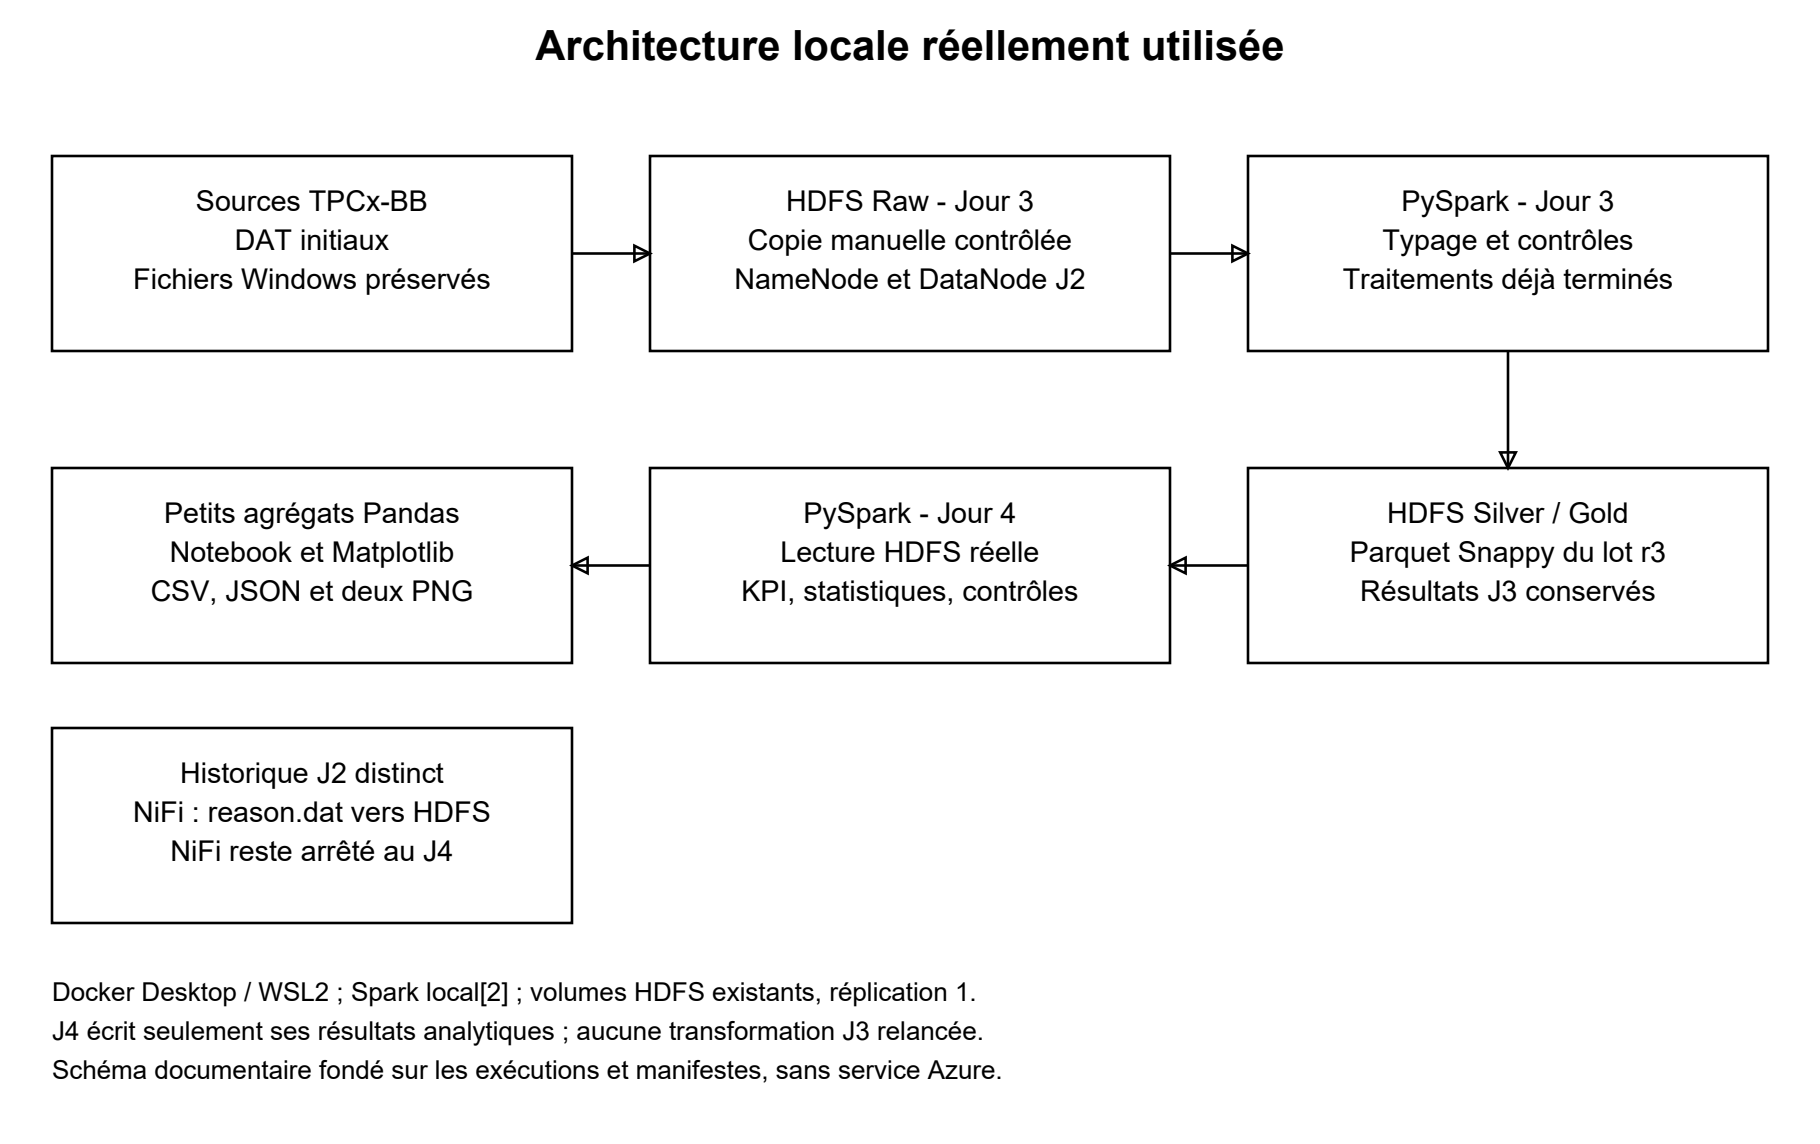 Architecture locale réellement utilisée
Sources TPCx-BB
DAT initiaux
Fichiers Windows préservés
HDFS Raw - Jour 3
Copie manuelle contrôlée
NameNode et DataNode J2
PySpark - Jour 3
Typage et contrôles
Traitements déjà terminés
Petits agrégats Pandas
Notebook et Matplotlib
CSV, JSON et deux PNG
PySpark - Jour 4
Lecture HDFS réelle
KPI, statistiques, contrôles
HDFS Silver / Gold
Parquet Snappy du lot r3
Résultats J3 conservés
Historique J2 distinct
NiFi : reason.dat vers HDFS
NiFi reste arrêté au J4
Docker Desktop / WSL2 ; Spark local[2] ; volumes HDFS existants, réplication 1.
J4 écrit seulement ses résultats analytiques ; aucune transformation J3 relancée.
Schéma documentaire fondé sur les exécutions et manifestes, sans service Azure.